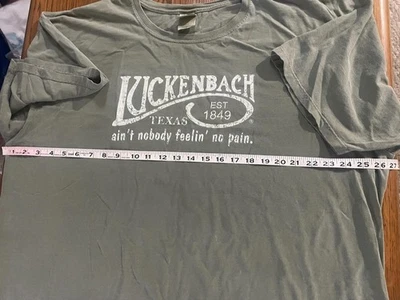 LUCKENBACH
TEXAS
EST
1849
®
ain't nobody feelin' no pain.
1 2 3 4 5 6 7 8 9 10 11 12 13 14 15 16 17 18 19 20 21 22 23 24 25 26 27